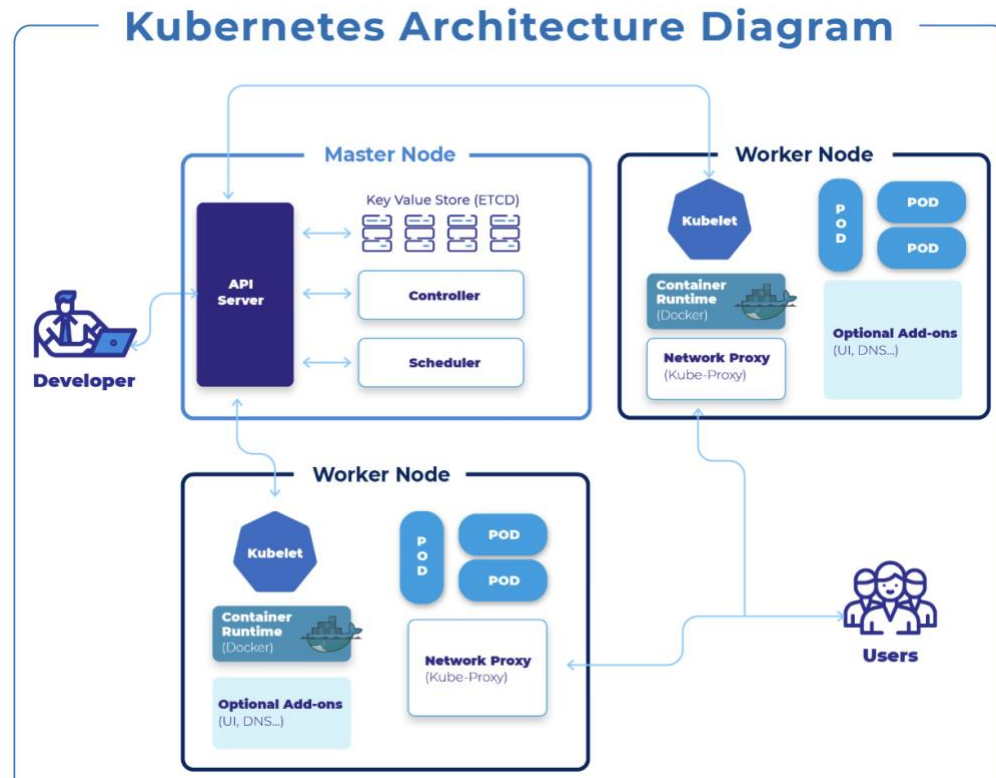 Kubernetes Architecture Diagram
Master Node
Key Value Store (ETCD)
API
Server
Controller
Scheduler
Developer
Worker Node
Kubelet
P
O
D
POD
POD
Container
Runtime
(Docker)
Network Proxy
(Kube-Proxy)
Optional Add-ons
(UI, DNS...)
Worker Node
Kubelet
P
O
D
POD
POD
Container
Runtime
(Docker)
Optional Add-ons
(UI, DNS...)
Network Proxy
(Kube-Proxy)
Users